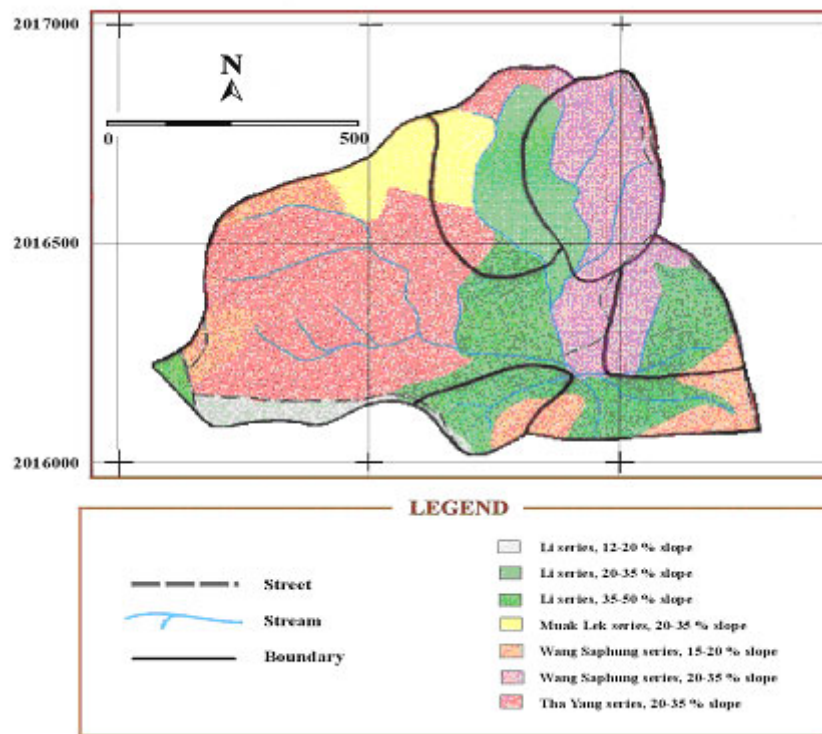 2017000
N
0 500
2016500
2016000
LEGEND
Street
Stream
Boundary
Li series, 12-20 % slope
Li series, 20-35 % slope
Li series, 35-50 % slope
Muak Lek series, 20-35 % slope
Wang Saphung series, 15-20 % slope
Wang Saphung series, 20-35 % slope
Tha Yang series, 20-35 % slope